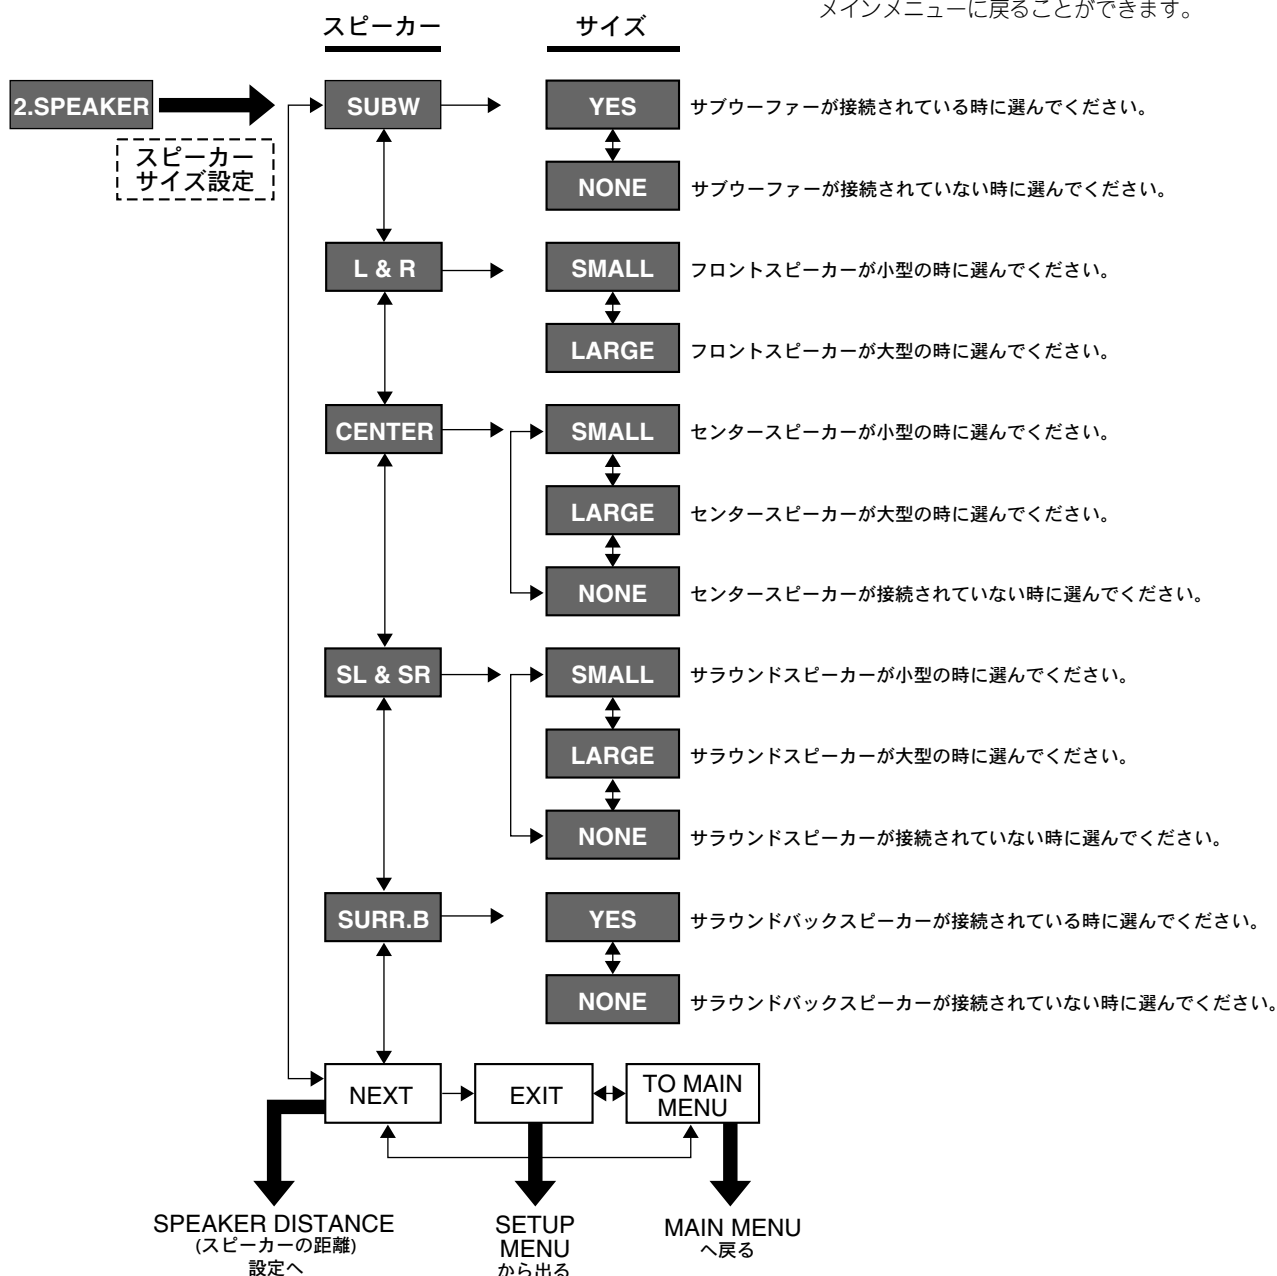 メインメニューに戻ることができます。
スピーカー サイズ
2.SPEAKER
スピーカー
サイズ設定
SUBW
YES サブウーファーが接続されている時に選んでください。
NONE サブウーファーが接続されていない時に選んでください。
L & R
SMALL フロントスピーカーが小型の時に選んでください。
LARGE フロントスピーカーが大型の時に選んでください。
CENTER
SMALL センタースピーカーが小型の時に選んでください。
LARGE センタースピーカーが大型の時に選んでください。
NONE センタースピーカーが接続されていない時に選んでください。
SL & SR
SMALL サラウンドスピーカーが小型の時に選んでください。
LARGE サラウンドスピーカーが大型の時に選んでください。
NONE サラウンドスピーカーが接続されていない時に選んでください。
SURR.B
YES サラウンドバックスピーカーが接続されている時に選んでください。
NONE サラウンドバックスピーカーが接続されていない時に選んでください。
NEXT
EXIT
TO MAIN
MENU
SPEAKER DISTANCE
(スピーカーの距離)
設定へ
SETUP
MENU
から出る
MAIN MENU
へ戻る